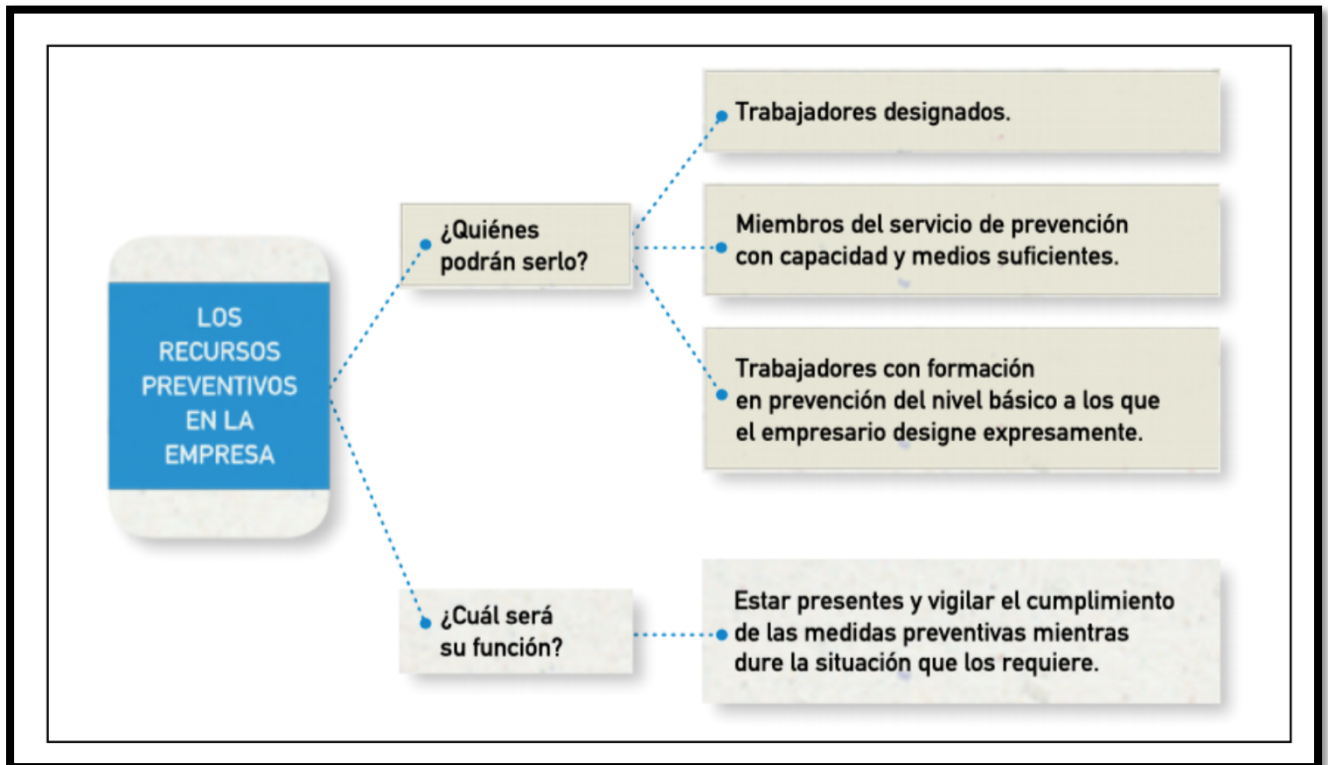 LOS
RECURSOS
PREVENTIVOS
EN LA
EMPRESA
¿Quiénes
podrán serlo?
Trabajadores designados.
Miembros del servicio de prevención
con capacidad y medios suficientes.
Trabajadores con formación
en prevención del nivel básico a los que
el empresario designe expresamente.
¿Cuál será
su función?
Estar presentes y vigilar el cumplimiento
de las medidas preventivas mientras
dure la situación que los requiere.